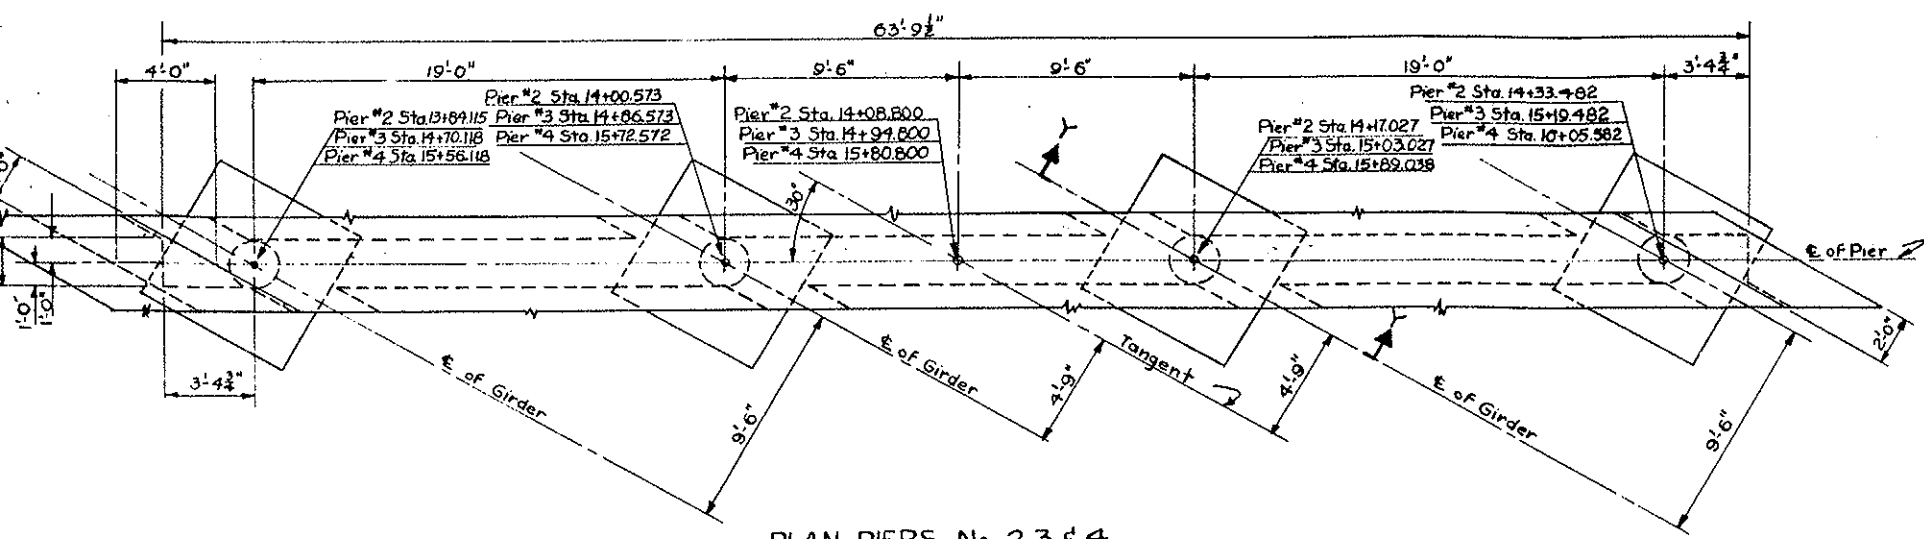 63'-9½"
4'-0"
19'-0"
9'-6"
9'-6"
19'-0"
3'-4¾"
Pier #2 Sta.13+84.115
Pier #3 Sta.14+70.118
Pier #4 Sta 15+56.118
Pier #2 Sta. 14+00.573
Pier #3 Sta 14+86.573
Pier #4 Sta. 15+72.572
Pier #2 Sta. 14+08.800
Pier #3 Sta. 14+94.800
Pier #4 Sta 15+80.800
Pier #2 Sta 14+17.027
Pier #3 Sta. 15+03.027
Pier #4 Sta. 15+89.038
Pier #2 Sta. 14+33.482
Pier #3 Sta. 15+19.482
Pier #4 Sta. 16+05.582
Y
30°
℄ of Pier
1'-0"
1'-0"
3'-4¾"
℄ of Girder
9'-6"
℄ of Girder
4'-9"
Tangent
4'-9"
Y
℄ of Girder
9'-6"
2'-0"
PLAN PIERS No 2,3 & 4